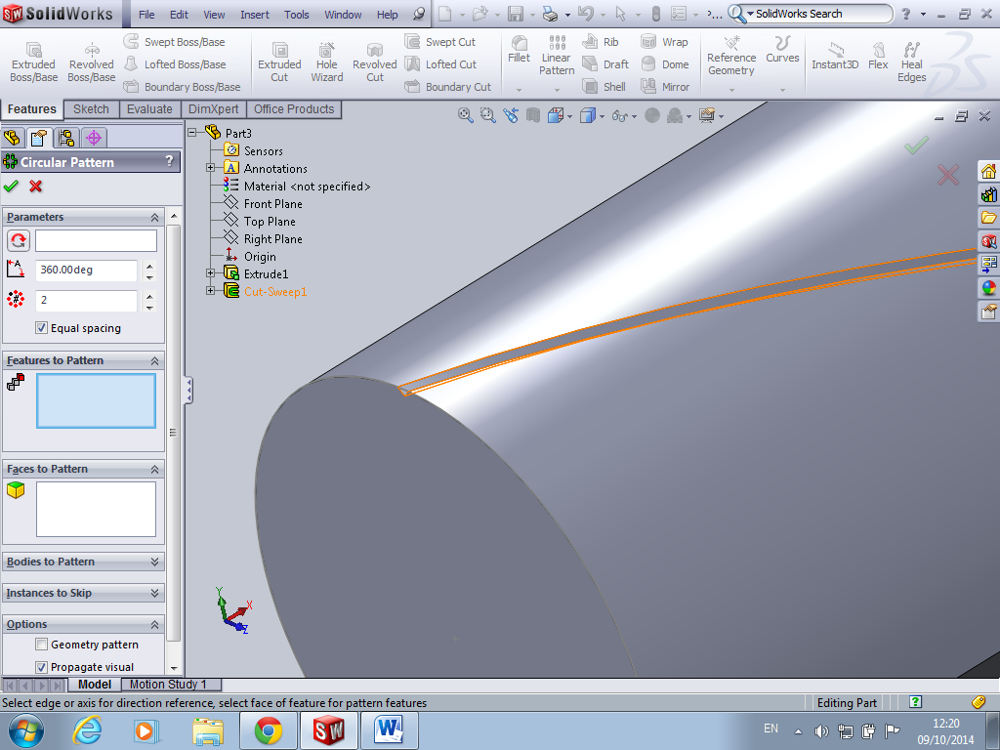 SolidWorks File Edit View Insert Tools Window Help SolidWorks Search ?
Extruded Boss/Base
Revolved Boss/Base
Swept Boss/Base
Lofted Boss/Base
Boundary Boss/Base
Extruded Cut
Hole Wizard
Revolved Cut
Swept Cut
Lofted Cut
Boundary Cut
Fillet
Linear Pattern
Rib
Draft
Shell
Wrap
Dome
Mirror
Reference Geometry
Curves
Instant3D
Flex
Heal Edges
Features Sketch Evaluate DimXpert Office Products
Circular Pattern ?
Parameters
360.00deg
2
Equal spacing
Features to Pattern
Faces to Pattern
Bodies to Pattern
Instances to Skip
Options
Geometry pattern
Propagate visual
Part3
Sensors
Annotations
Material <not specified>
Front Plane
Top Plane
Right Plane
Origin
Extrude1
Cut-Sweep1
Y
X
Z
Model Motion Study 1
Select edge or axis for direction reference, select face of feature for pattern features Editing Part ?
EN 12:20
09/10/2014